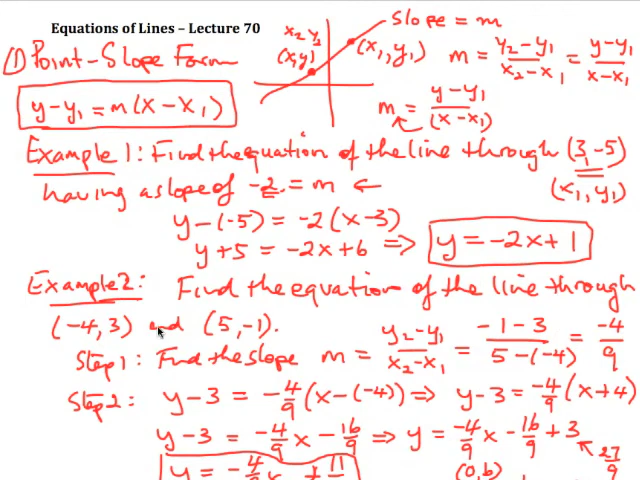 Equations of Lines – Lecture 70
slope = m
x₂ y₂
(x,y)
(x₁,y₁)
m = y₂-y₁/x₂-x₁ = y-y₁/x-x₁
① Point-Slope Form
y-y₁ = m(x-x₁)
m = y-y₁/(x-x₁)
Example 1: Find the equation of the line through (3,-5)
having a slope of -2 = m ←
(x₁,y₁)
y-(-5) = -2(x-3)
y+5 = -2x+6 ⇒ y = -2x+1
Example 2: Find the equation of the line through
(-4,3) and (5,-1).
Step 1: Find the slope m = y₂-y₁/x₂-x₁ = -1-3/5-(-4) = -4/9
Step 2: y-3 = -4/9(x-(-4)) ⇒ y-3 = -4/9(x+4)
y-3 = -4/9x - 16/9 ⇒ y = -4/9x - 16/9 + 3
27/9
y = -4/9x + 11
(0,b)